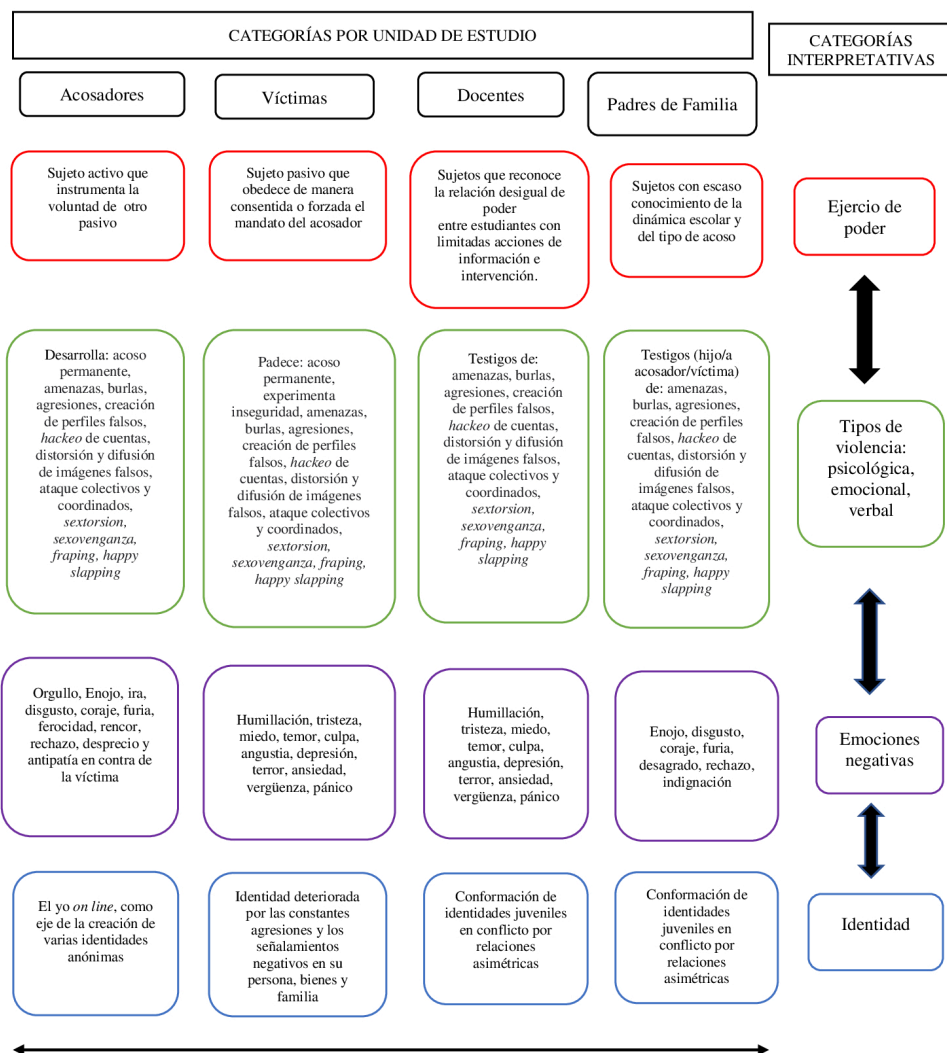 CATEGORÍAS POR UNIDAD DE ESTUDIO
CATEGORÍAS
INTERPRETATIVAS
Acosadores
Víctimas
Docentes
Padres de Familia
Sujeto activo que
instrumenta la
voluntad de otro
pasivo
Sujeto pasivo que
obedece de manera
consentida o forzada el
mandato del acosador
Sujetos que reconoce
la relación desigual de
poder
entre estudiantes con
limitadas acciones de
información e
intervención.
Sujetos con escaso
conocimiento de la
dinámica escolar y
del tipo de acoso
Ejercio de
poder
Desarrolla: acoso
permanente,
amenazas, burlas,
agresiones, creación
de perfiles falsos,
hackeo de cuentas,
distorsión y difusión
de imágenes falsos,
ataque colectivos y
coordinados,
sextorsion,
sexovenganza,
fraping, happy
slapping
Padece: acoso
permanente,
experimenta
inseguridad, amenazas,
burlas, agresiones,
creación de perfiles
falsos, hackeo de
cuentas, distorsión y
difusión de imágenes
falsos, ataque colectivos
y coordinados,
sextorsion,
sexovenganza, fraping,
happy slapping
Testigos de:
amenazas, burlas,
agresiones, creación
de perfiles falsos,
hackeo de cuentas,
distorsión y difusión
de imágenes falsos,
ataque colectivos y
coordinados,
sextorsion,
sexovenganza,
fraping, happy
slapping
Testigos (hijo/a
acosador/víctima)
de: amenazas,
burlas, agresiones,
creación de perfiles
falsos, hackeo de
cuentas, distorsión y
difusión de
imágenes falsos,
ataque colectivos y
coordinados,
sextorsion,
sexovenganza,
fraping, happy
slapping
Tipos de
violencia:
psicológica,
emocional,
verbal
Orgullo, Enojo, ira,
disgusto, coraje, furia,
ferocidad, rencor,
rechazo, desprecio y
antipatía en contra de
la víctima
Humillación, tristeza,
miedo, temor, culpa,
angustia, depresión,
terror, ansiedad,
vergüenza, pánico
Humillación,
tristeza, miedo,
temor, culpa,
angustia, depresión,
terror, ansiedad,
vergüenza, pánico
Enojo, disgusto,
coraje, furia,
desagrado, rechazo,
indignación
Emociones
negativas
El yo on line, como
eje de la creación de
varias identidades
anónimas
Identidad deteriorada
por las constantes
agresiones y los
señalamientos
negativos en su
persona, bienes y
familia
Conformación de
identidades juveniles
en conflicto por
relaciones
asimétricas
Conformación de
identidades
juveniles en
conflicto por
relaciones
asimétricas
Identidad